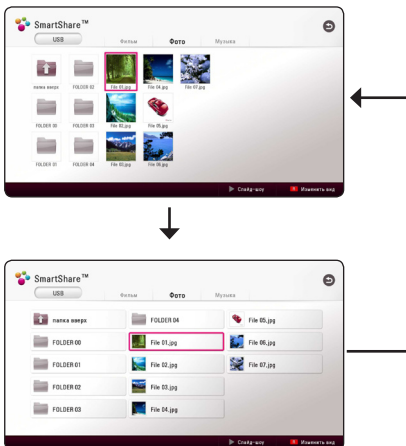 SmartShare™
USB
Фильм Фото Музыка
папка вверх FOLDER 02 File 01.jpg File 04.jpg File 07.jpg
FOLDER 00 FOLDER 03 File 02.jpg File 05.jpg
FOLDER 01 FOLDER 04 File 03.jpg File 06.jpg
Слайд-шоу Изменить вид
SmartShare™
USB
Фильм Фото Музыка
папка вверх FOLDER 04 File 05.jpg
FOLDER 00 File 01.jpg File 06.jpg
FOLDER 01 File 02.jpg File 07.jpg
FOLDER 02 File 03.jpg
FOLDER 03 File 04.jpg
Слайд-шоу Изменить вид